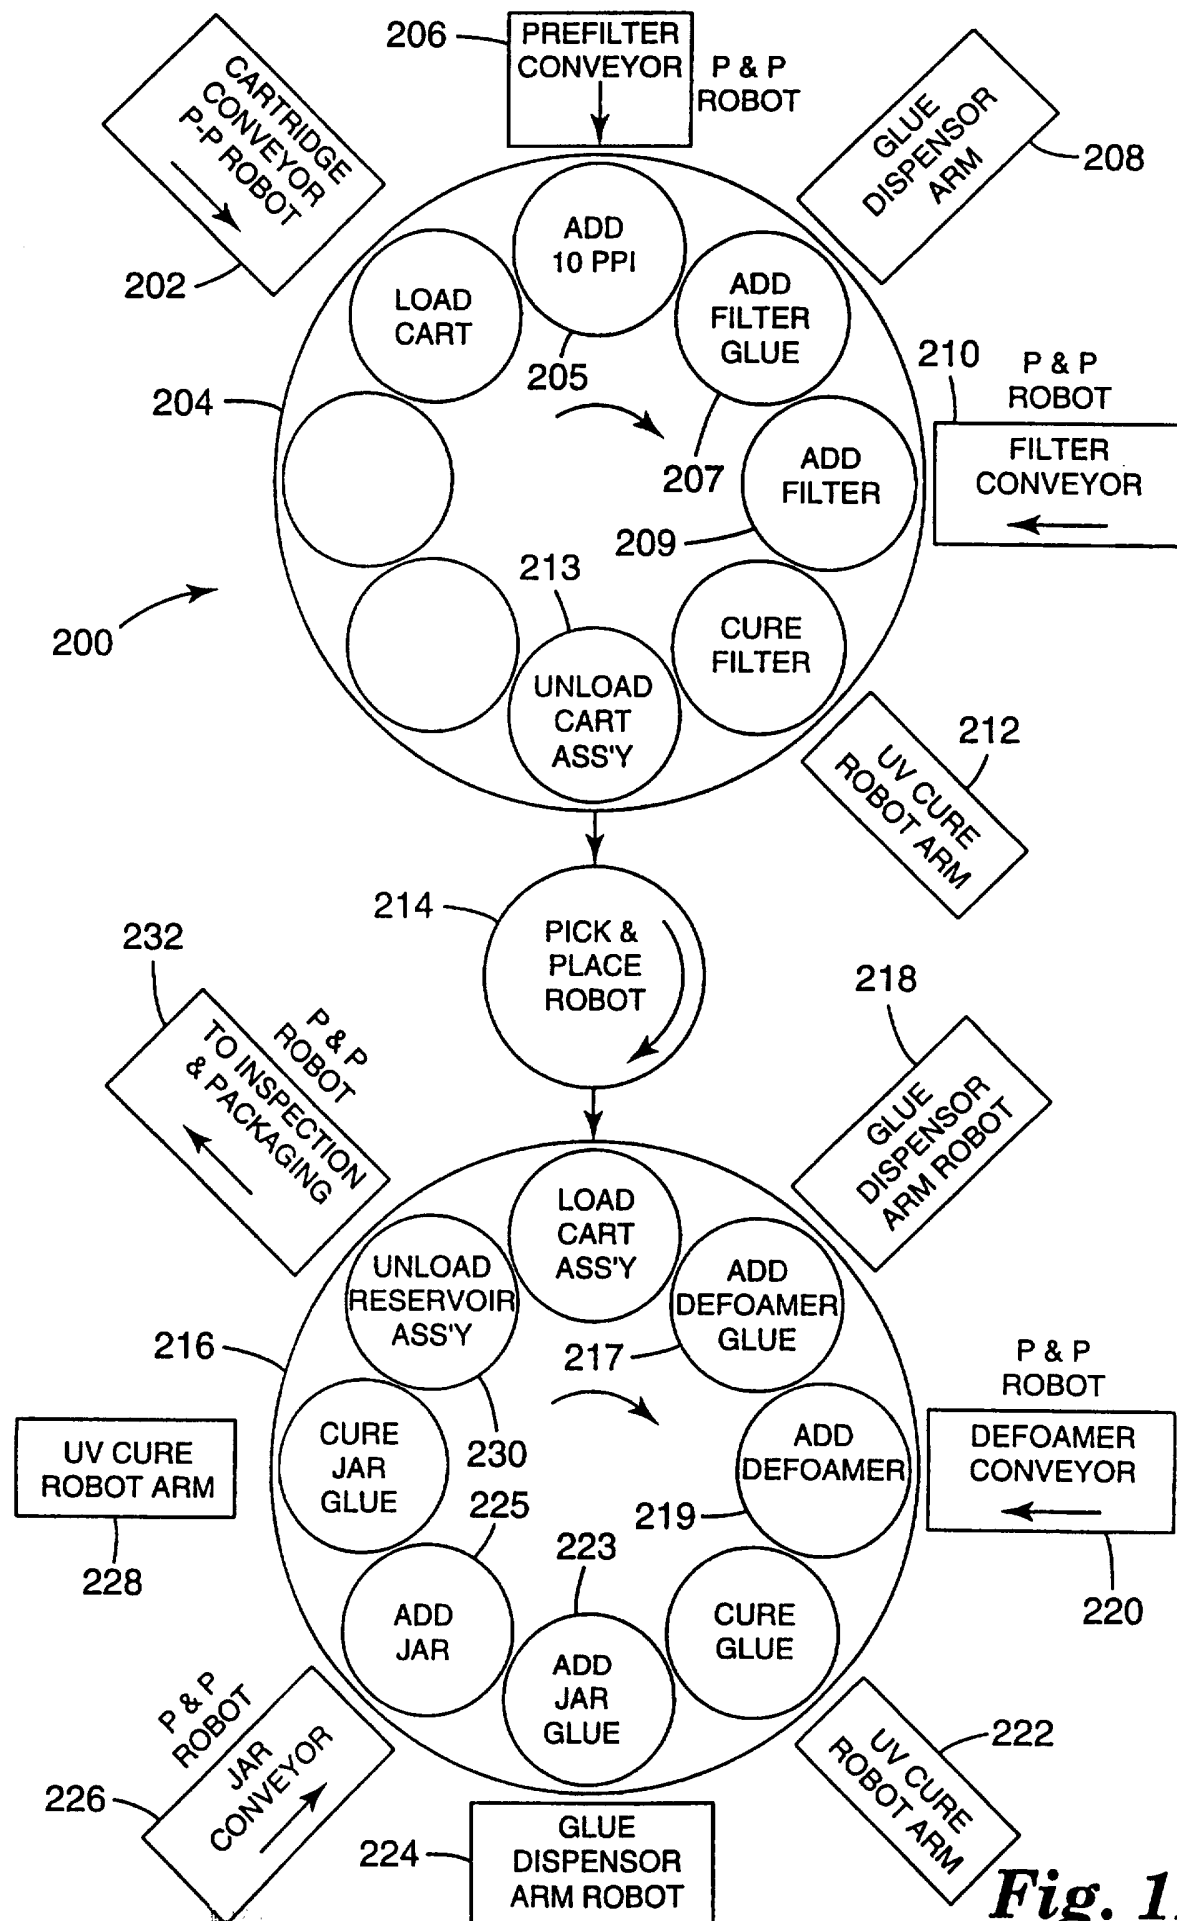 206
PREFILTER
CONVEYOR
P & P
ROBOT
CARTRIDGE
CONVEYOR
P-P ROBOT
202
GLUE
DISPENSOR
ARM
208
ADD
10 PPI
205
LOAD
CART
ADD
FILTER
GLUE
207
204
210
P & P
ROBOT
FILTER
CONVEYOR
ADD
FILTER
209
213
200
CURE
FILTER
UNLOAD
CART
ASS'Y
212
UV CURE
ROBOT ARM
214
PICK &
PLACE
ROBOT
232
P & P
ROBOT
TO INSPECTION
& PACKAGING
218
GLUE
DISPENSOR
ARM ROBOT
LOAD
CART
ASS'Y
UNLOAD
RESERVOIR
ASS'Y
ADD
DEFOAMER
GLUE
216
217
P & P
ROBOT
DEFOAMER
CONVEYOR
220
UV CURE
ROBOT ARM
228
CURE
JAR
GLUE
230
ADD
DEFOAMER
219
225
223
ADD
JAR
ADD
JAR
GLUE
CURE
GLUE
P & P
ROBOT
JAR
CONVEYOR
226
222
UV CURE
ROBOT ARM
224
GLUE
DISPENSOR
ARM ROBOT
Fig. 1